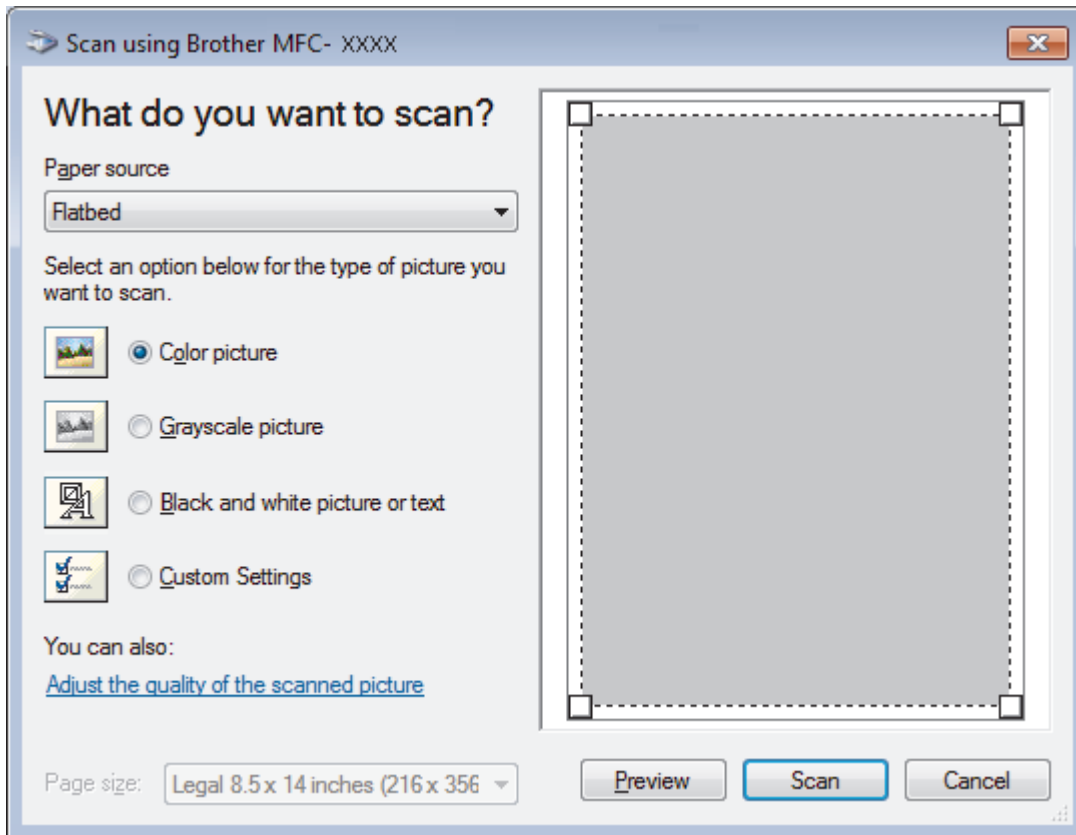 Scan using Brother MFC- XXXX
What do you want to scan?
Paper source
Flatbed
Select an option below for the type of picture you
want to scan.
Color picture
Grayscale picture
Black and white picture or text
Custom Settings
You can also:
Adjust the quality of the scanned picture
Page size: Legal 8.5 x 14 inches (216 x 356
Preview Scan Cancel